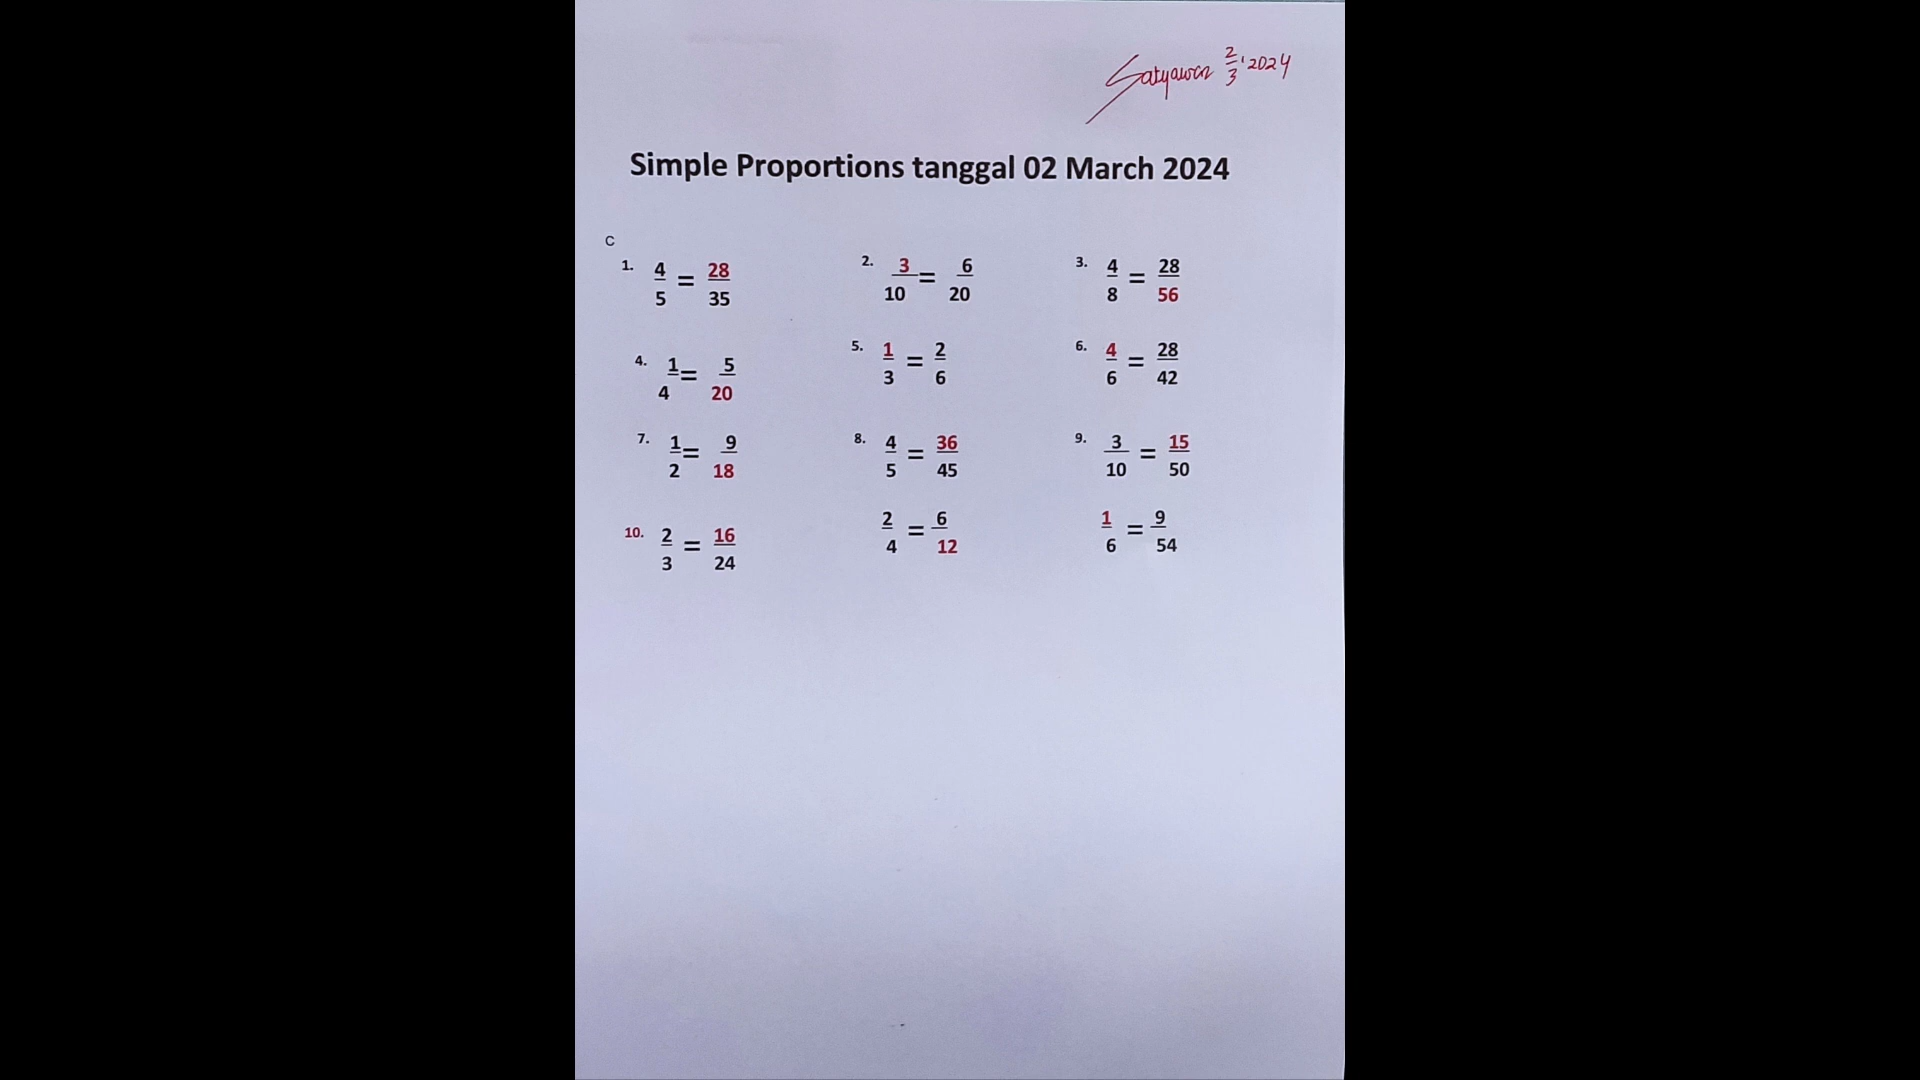 Satyawan 2/3'2024
Simple Proportions tanggal 02 March 2024
C
1. 4/5 = 28/35 2. 3/10 = 6/20 3. 4/8 = 28/56
4. 1/4 = 5/20 5. 1/3 = 2/6 6. 4/6 = 28/42
7. 1/2 = 9/18 8. 4/5 = 36/45 9. 3/10 = 15/50
10. 2/3 = 16/24 2/4 = 6/12 1/6 = 9/54